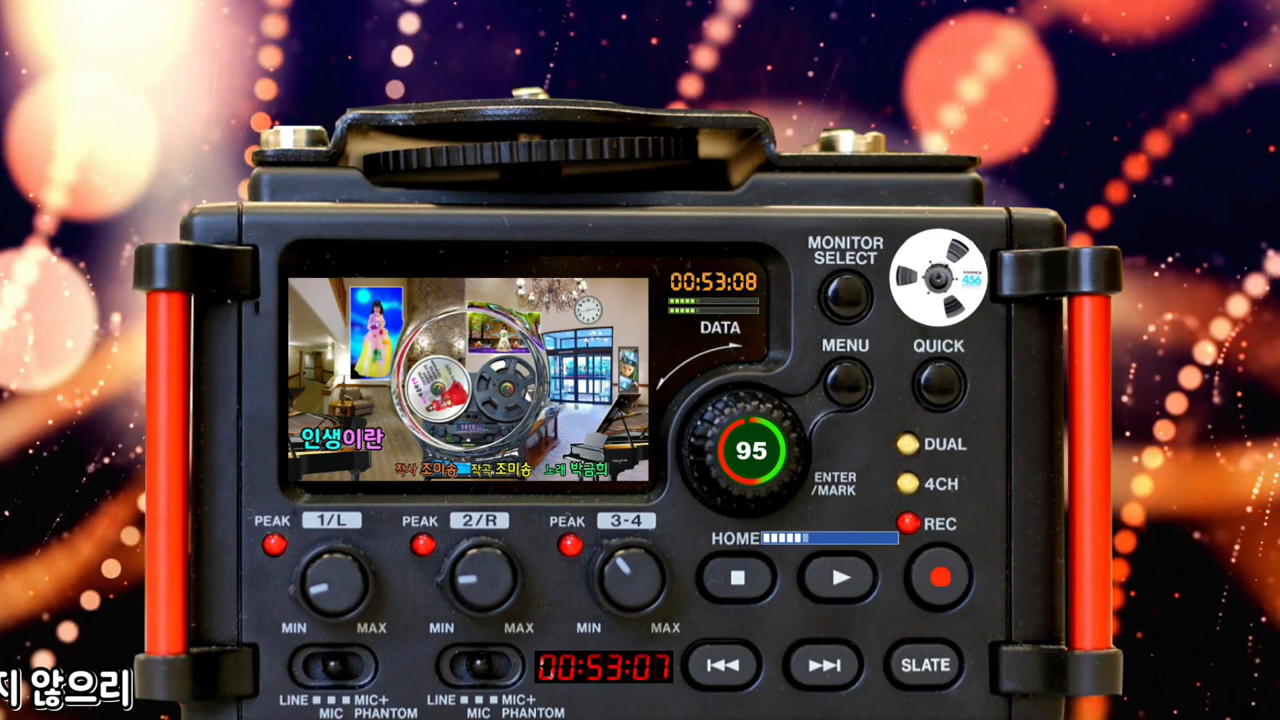 MONITOR
SELECT
AMPEX
456
00:53:08
DATA
MENU
QUICK
95
DUAL
4CH
ENTER
/MARK
인생이란
작사 조미송 작곡 조미송 노래 박금희
REC
HOME
PEAK 1/L
PEAK 2/R
PEAK 3-4
MIN MAX
MIN MAX
MIN MAX
00:53:07
SLATE
지 않으리
LINE MIC+
MIC PHANTOM
LINE MIC+
MIC PHANTOM